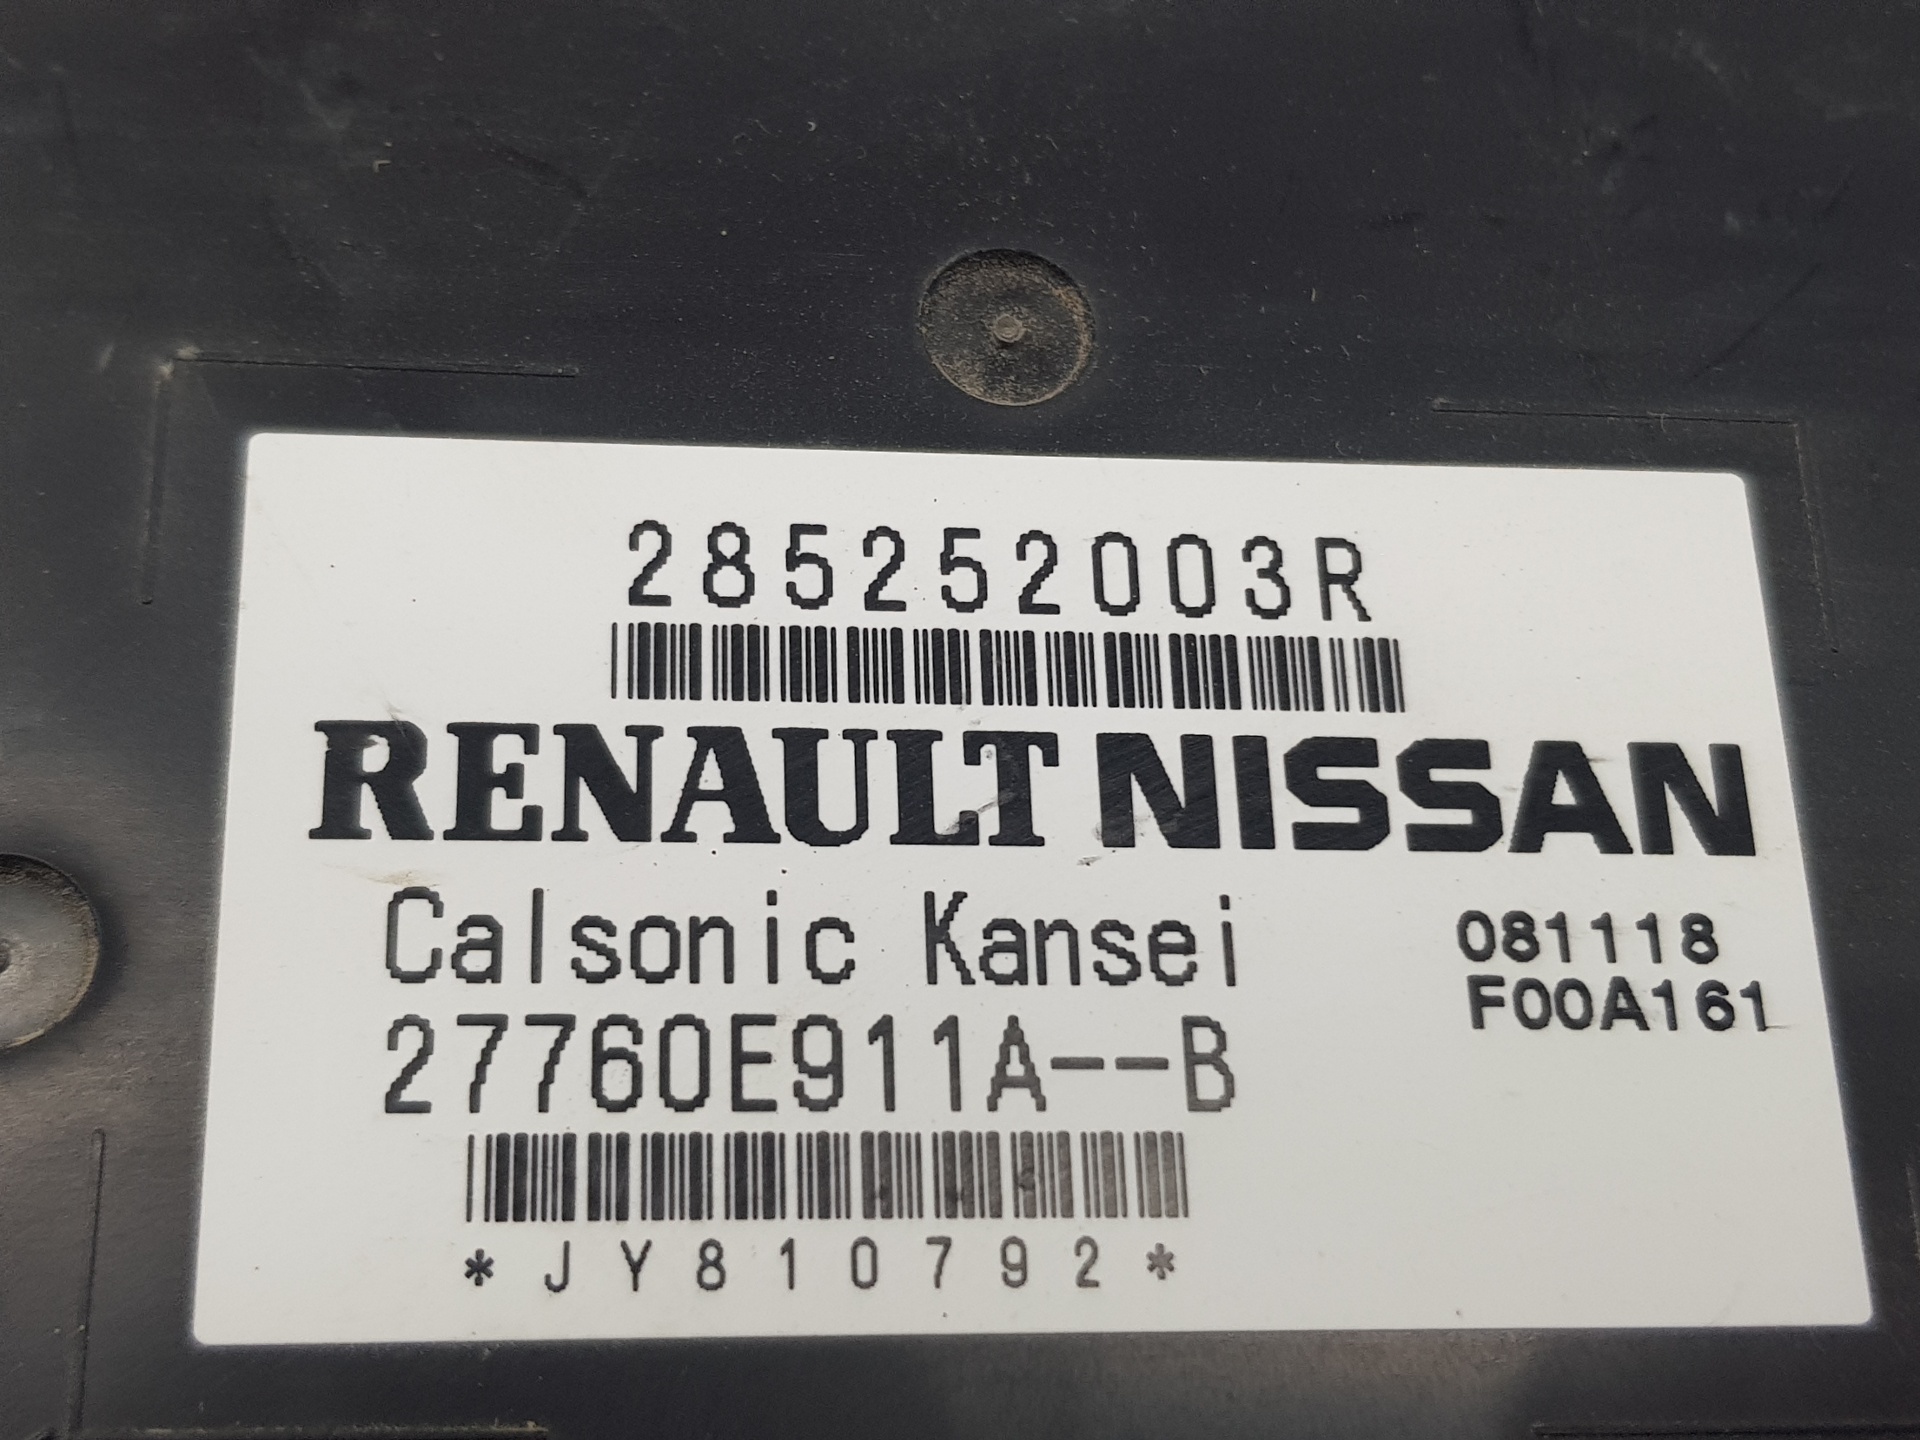 285252003R
RENAULT NISSAN
Calsonic Kansei
081118
F00A161
27760E911A--B
*JY810792*